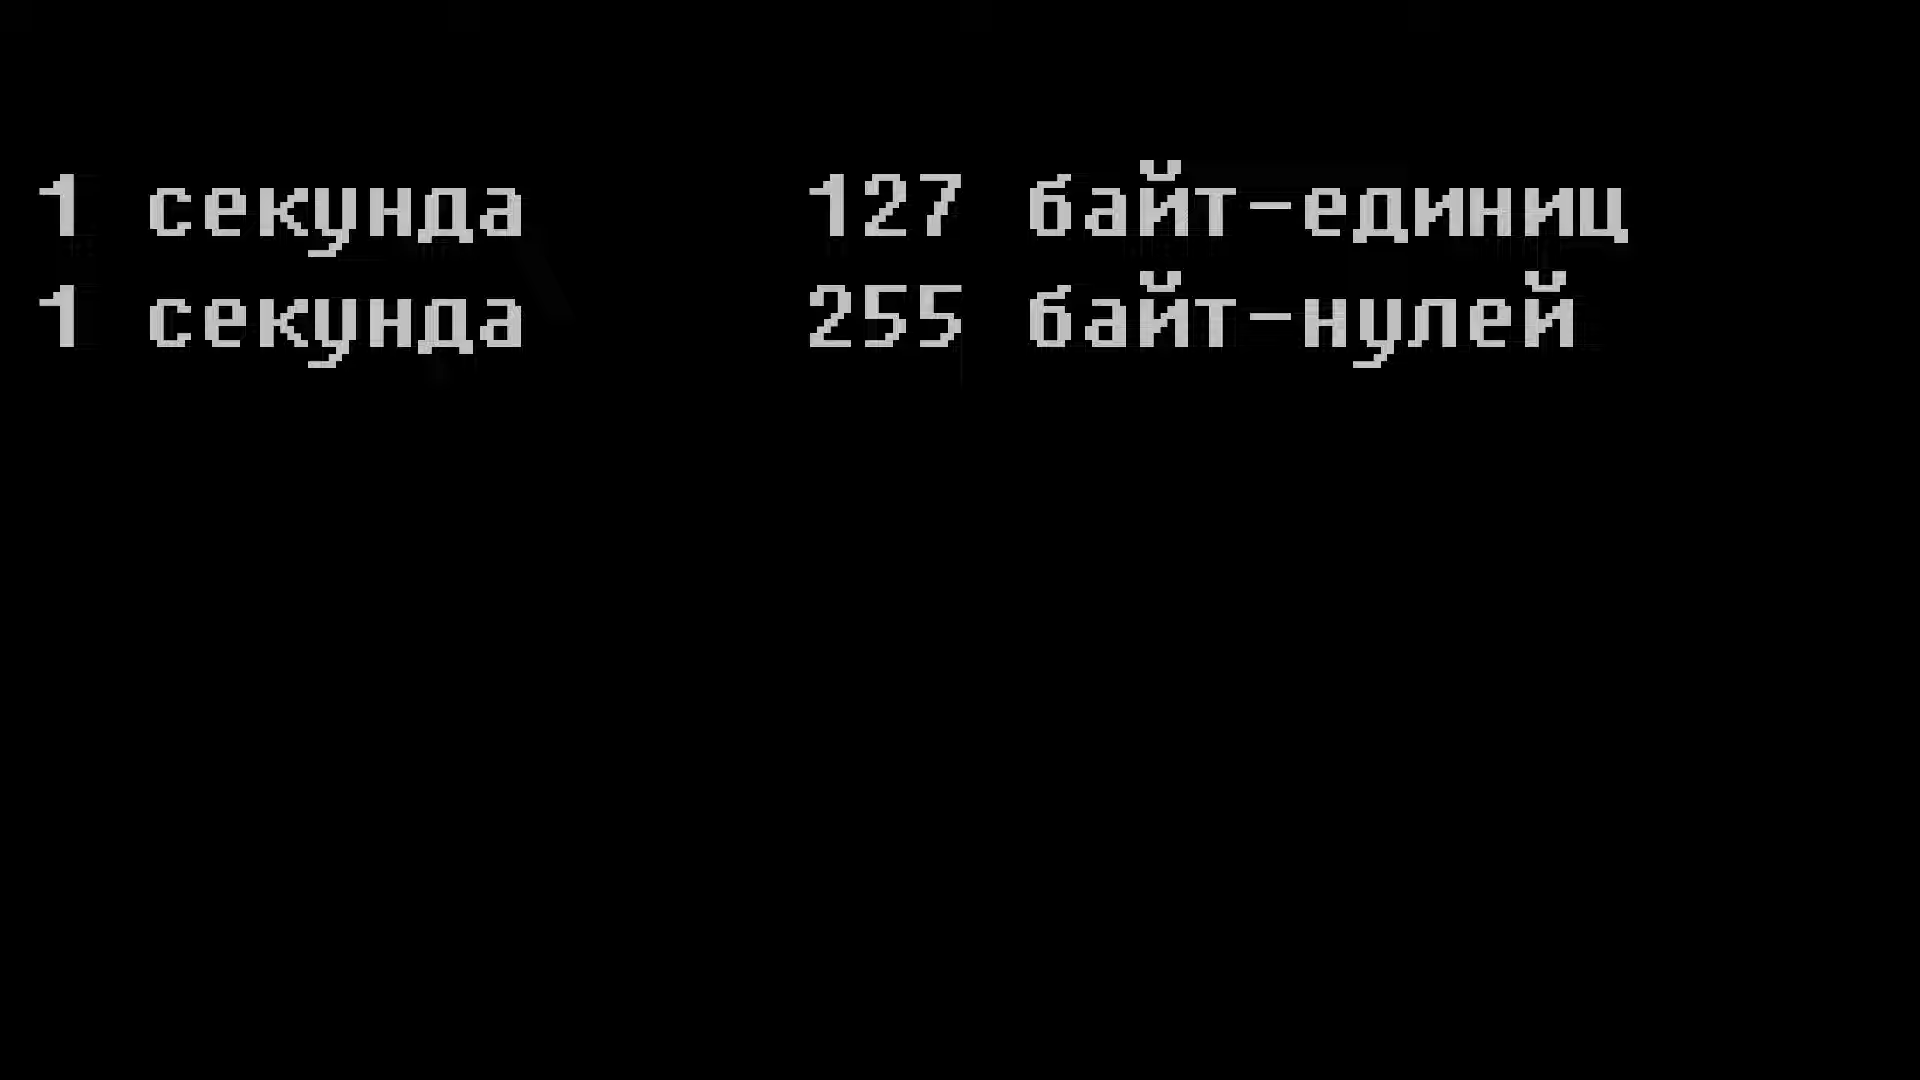 1 секунда 127 байт-единиц
1 секунда 255 байт-нулей